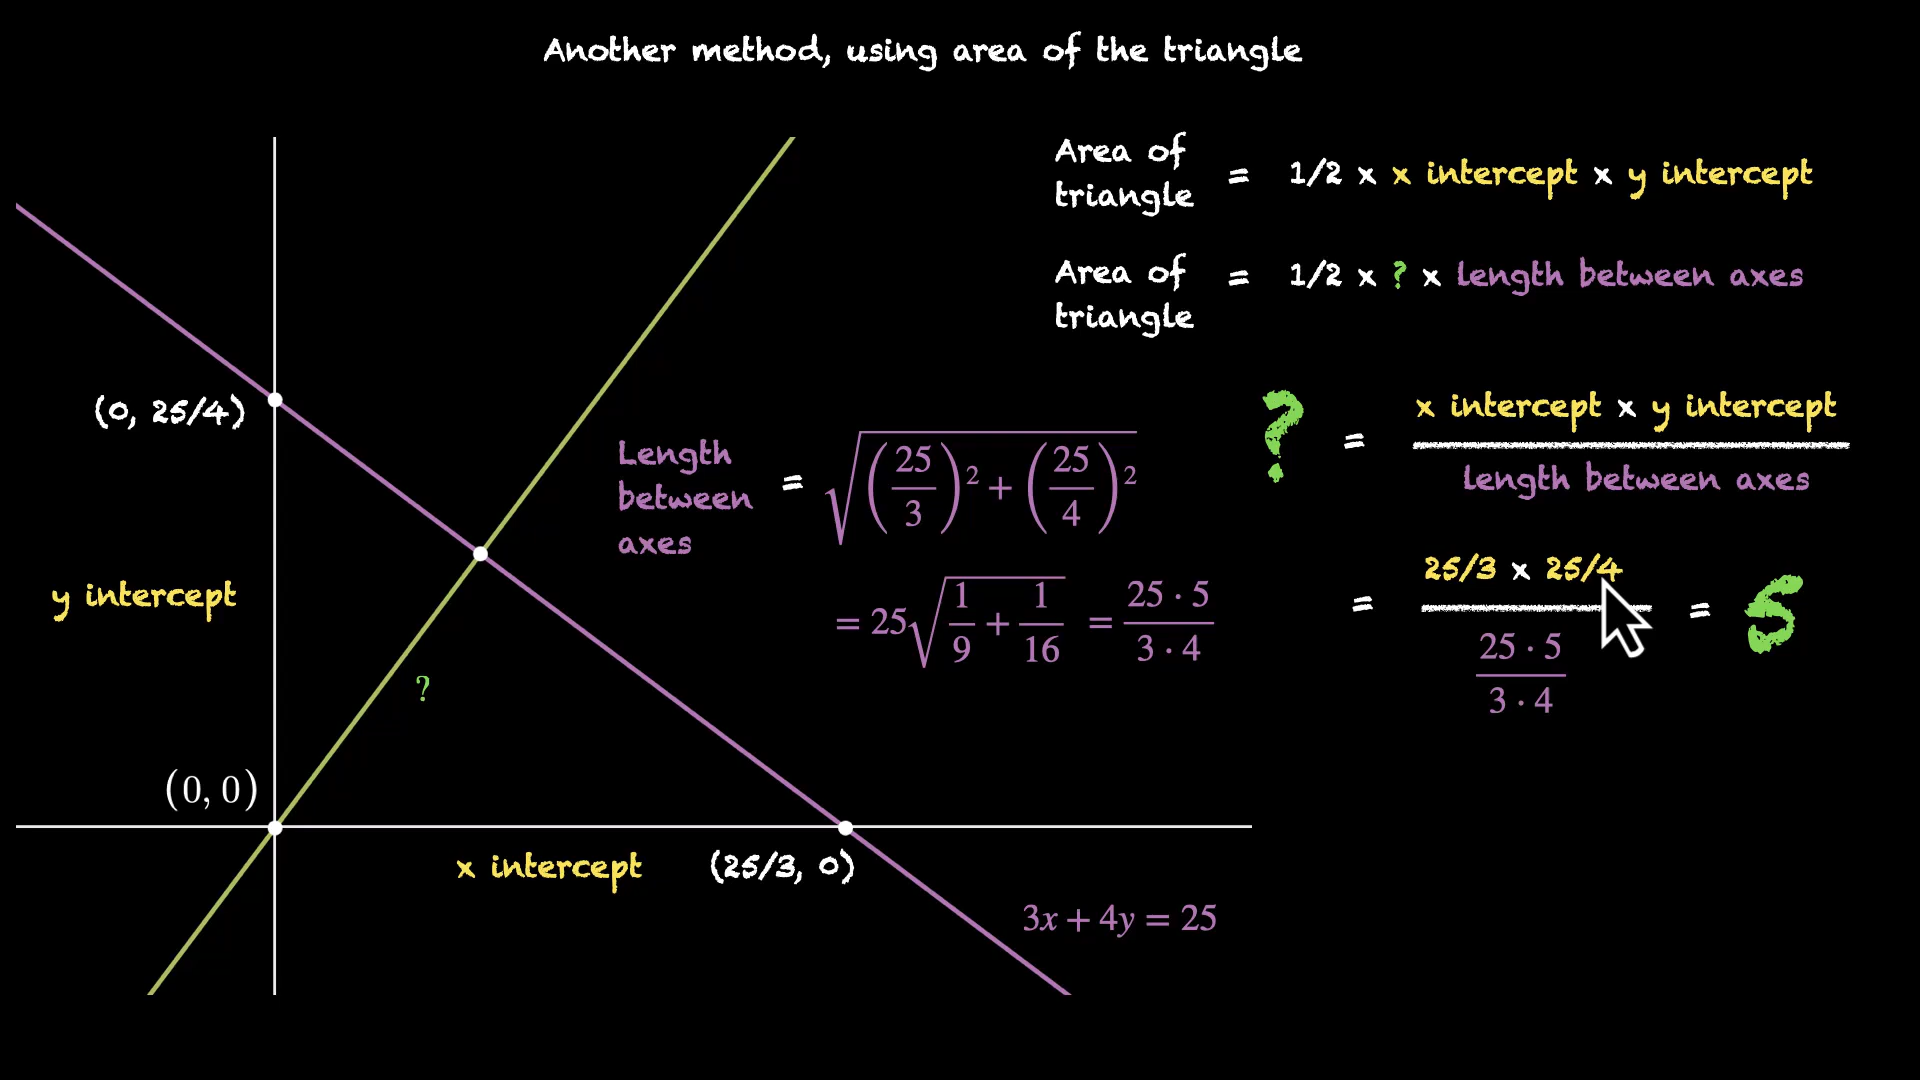 Another method, using area of the triangle
Area of
triangle
= 1/2 x x intercept x y intercept
Area of
triangle
= 1/2 x ? x length between axes
(0, 25/4)
Length
between
axes
= √((25/3)² + (25/4)²)
= 25√(1/9 + 1/16) = (25 · 5)/(3 · 4)
? = x intercept x y intercept
length between axes
= 25/3 x 25/4
25 · 5
3 · 4
= 5
y intercept
?
(0, 0)
x intercept
(25/3, 0)
3x + 4y = 25